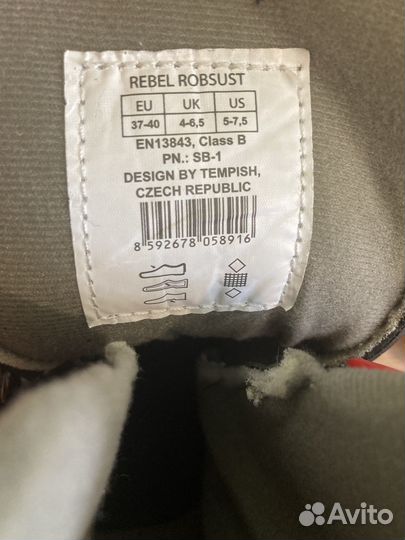 REBEL ROBSUST
EU UK US
37-40 4-6,5 5-7,5
EN13843, Class B
PN.: SB-1
DESIGN BY TEMPISH,
CZECH REPUBLIC
8 592678 058916
Avito